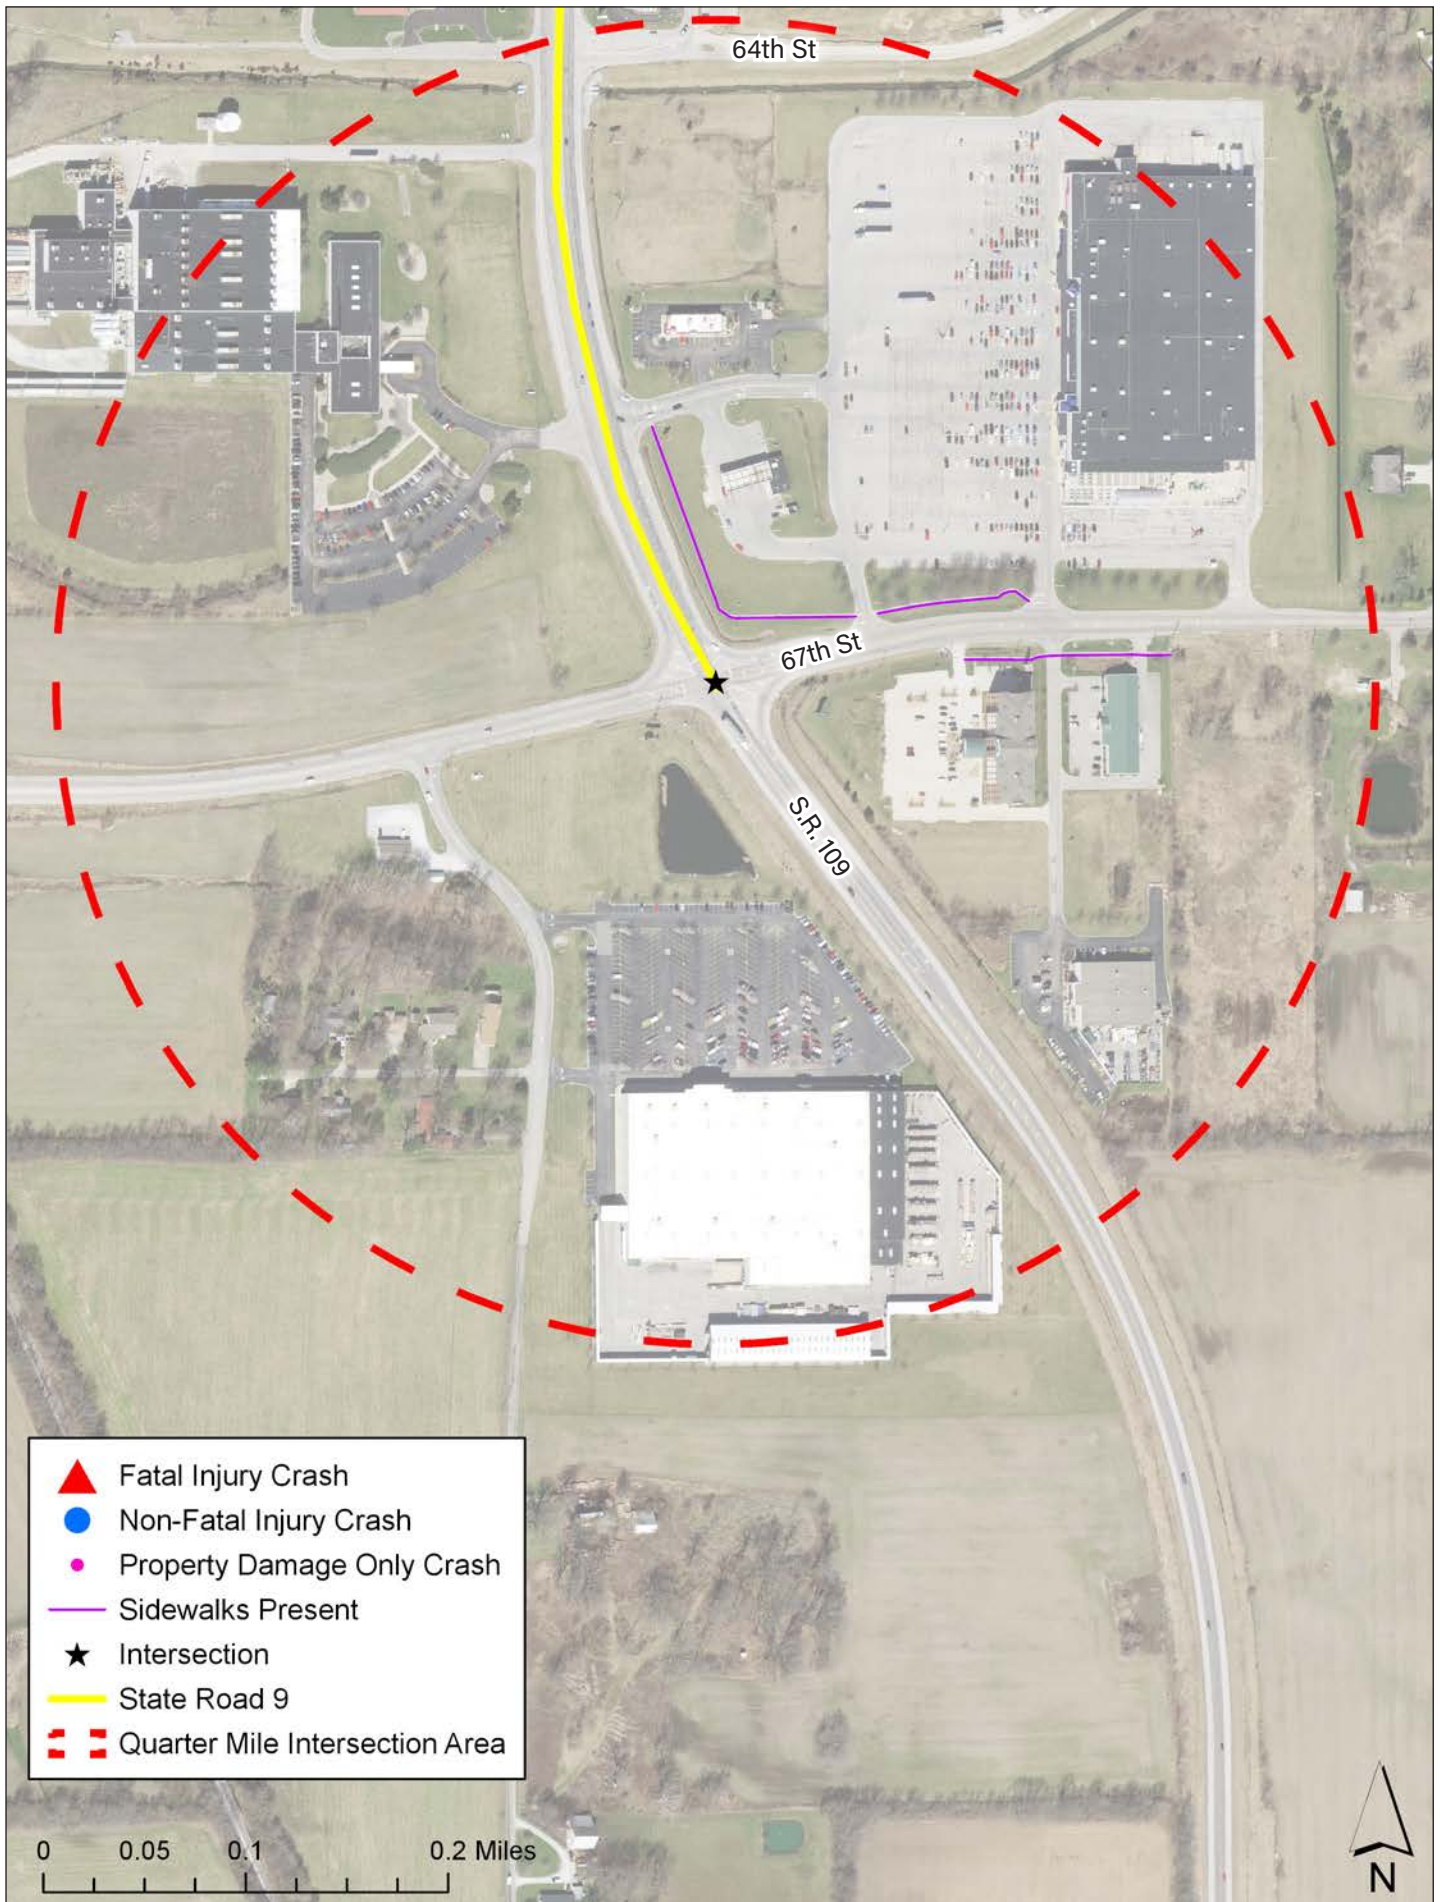 64th St
67th St
S.R. 109
Fatal Injury Crash
Non-Fatal Injury Crash
Property Damage Only Crash
Sidewalks Present
Intersection
State Road 9
Quarter Mile Intersection Area
0 0.05 0.1 0.2 Miles
N